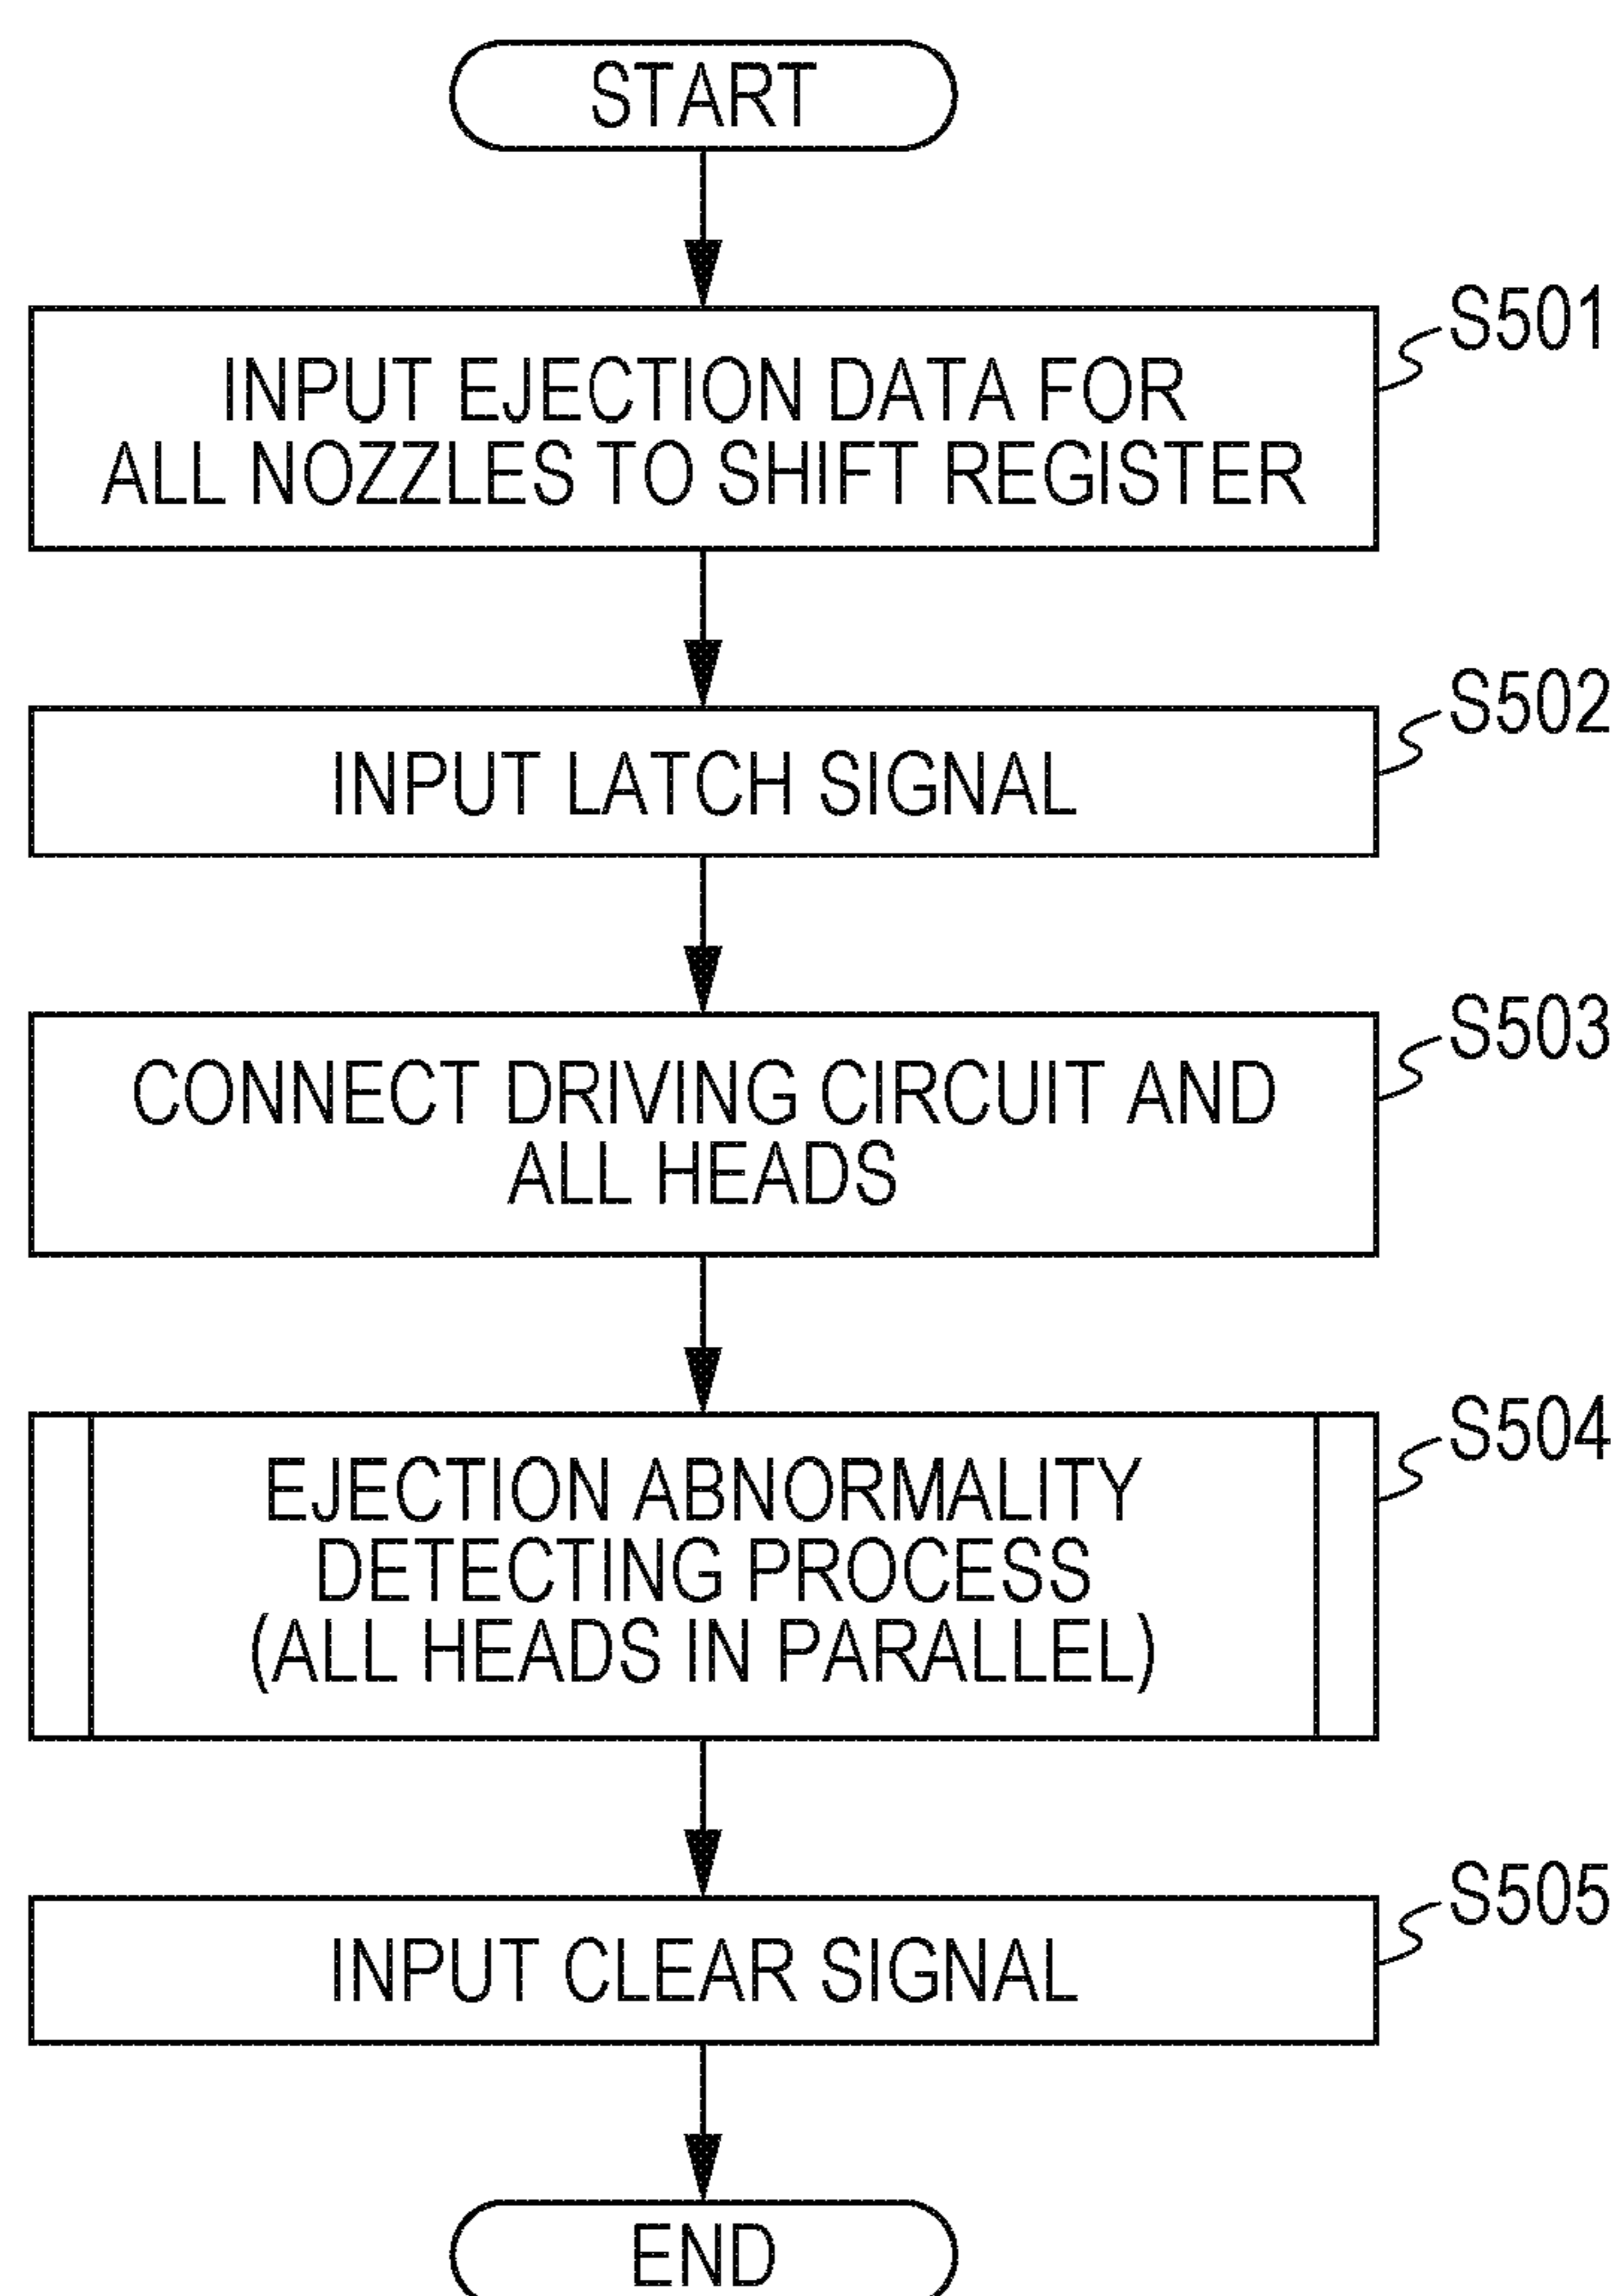 START
S501
INPUT EJECTION DATA FOR
ALL NOZZLES TO SHIFT REGISTER
S502
INPUT LATCH SIGNAL
S503
CONNECT DRIVING CIRCUIT AND
ALL HEADS
S504
EJECTION ABNORMALITY
DETECTING PROCESS
(ALL HEADS IN PARALLEL)
S505
INPUT CLEAR SIGNAL
END